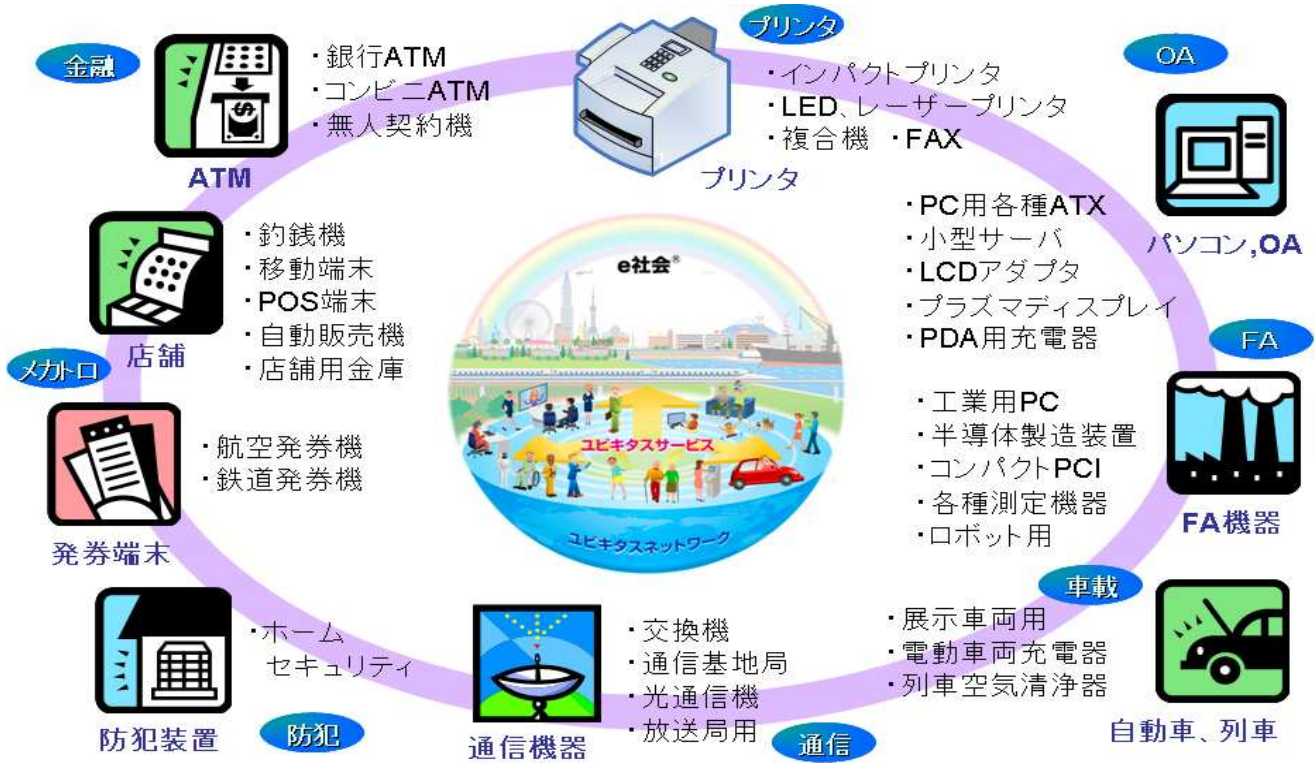 金融
・銀行ATM
・コンビニATM
・無人契約機
ATM
プリンタ
・インパクトプリンタ
・LED、レーザープリンタ
・複合機 ・FAX
プリンタ
OA
・PC用各種ATX
・小型サーバ
・LCDアダプタ
・プラズマディスプレイ
・PDA用充電器
パソコン,OA
・釣銭機
・移動端末
・POS端末
・自動販売機
・店舗用金庫
店舗
メカトロ
e社会®
ユビキタスサービス
ユビキタスネットワーク
FA
・工業用PC
・半導体製造装置
・コンパクトPCI
・各種測定機器
・ロボット用
FA機器
・航空発券機
・鉄道発券機
発券端末
車載
・展示車両用
・電動車両充電器
・列車空気清浄器
自動車、列車
・ホーム
セキュリティ
防犯装置
防犯
・交換機
・通信基地局
・光通信機
・放送局用
通信機器
通信